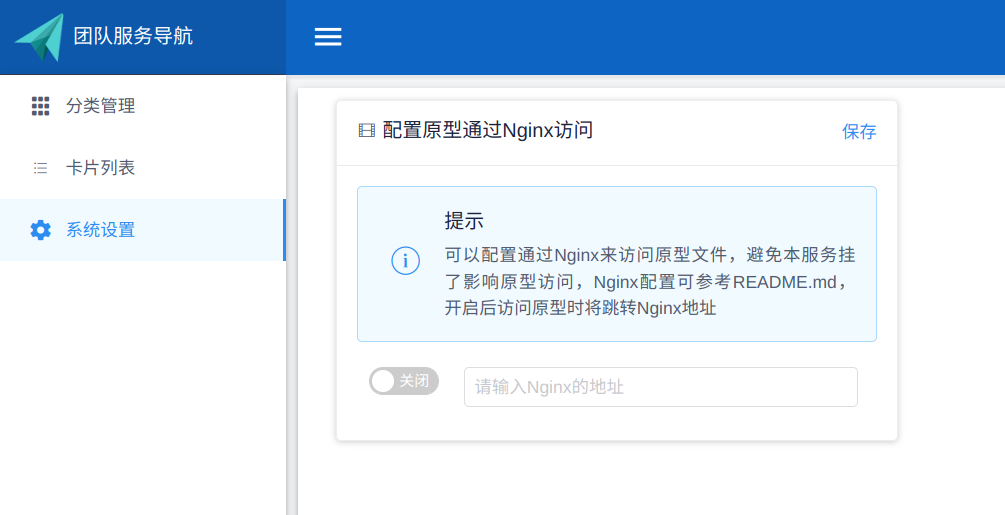 团队服务导航
分类管理
卡片列表
系统设置
配置原型通过Nginx访问
保存
提示
可以配置通过Nginx来访问原型文件，避免本服务挂
了影响原型访问，Nginx配置可参考README.md，
开启后访问原型时将跳转Nginx地址
关闭
请输入Nginx的地址